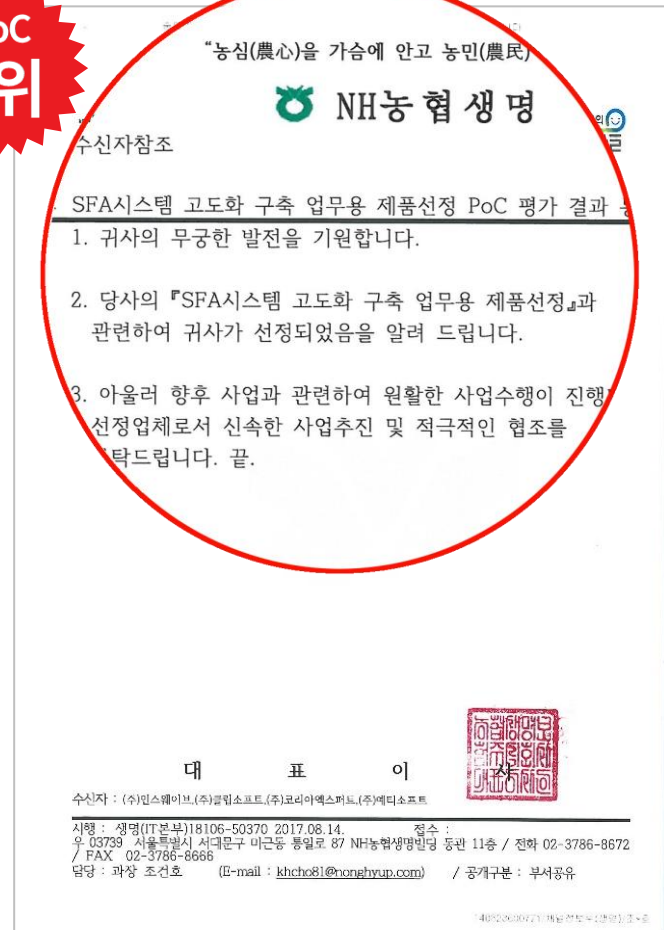 PoC
위
“농심(農心)을 가슴에 안고 농민(農民)
NH농협생명
수신자참조
SFA시스템 고도화 구축 업무용 제품선정 PoC 평가 결과
1. 귀사의 무궁한 발전을 기원합니다.
2. 당사의 『SFA시스템 고도화 구축 업무용 제품선정』과
관련하여 귀사가 선정되었음을 알려 드립니다.
3. 아울러 향후 사업과 관련하여 원활한 사업수행이 진행
선정업체로서 신속한 사업추진 및 적극적인 협조를
탁드립니다. 끝.
대 표 이 사
수신자 : (주)인스웨이브,(주)클립소프트,(주)코리아엑스퍼트,(주)예티소프트
시행 : 생명(IT본부)18106-50370 2017.08.14. 접수 :
우 03739 서울특별시 서대문구 미근동 통일로 87 NH농협생명빌딩 동관 11층 / 전화 02-3786-8672
/ FAX 02-3786-8666
담당 : 과장 조건호 (E-mail : khcho81@nonghyup.com) / 공개구분 : 부서공유